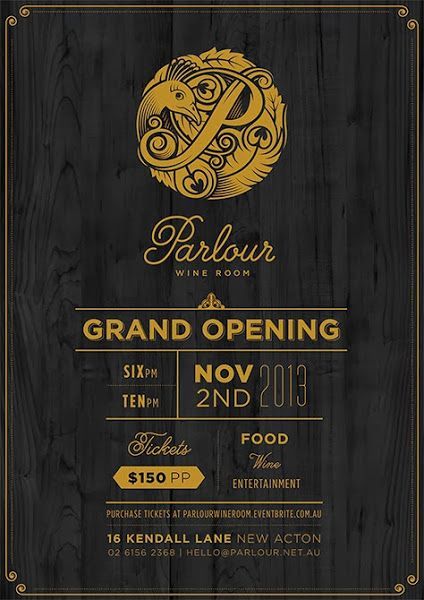 P
Parlour
WINE ROOM
GRAND OPENING
SIXPM
TENPM
NOV
2ND 2013
Tickets
$150 PP
FOOD
Wine
ENTERTAINMENT
PURCHASE TICKETS AT PARLOURWINEROOM.EVENTBRITE.COM.AU
16 KENDALL LANE NEW ACTON
02 6156 2368 | HELLO@PARLOUR.NET.AU